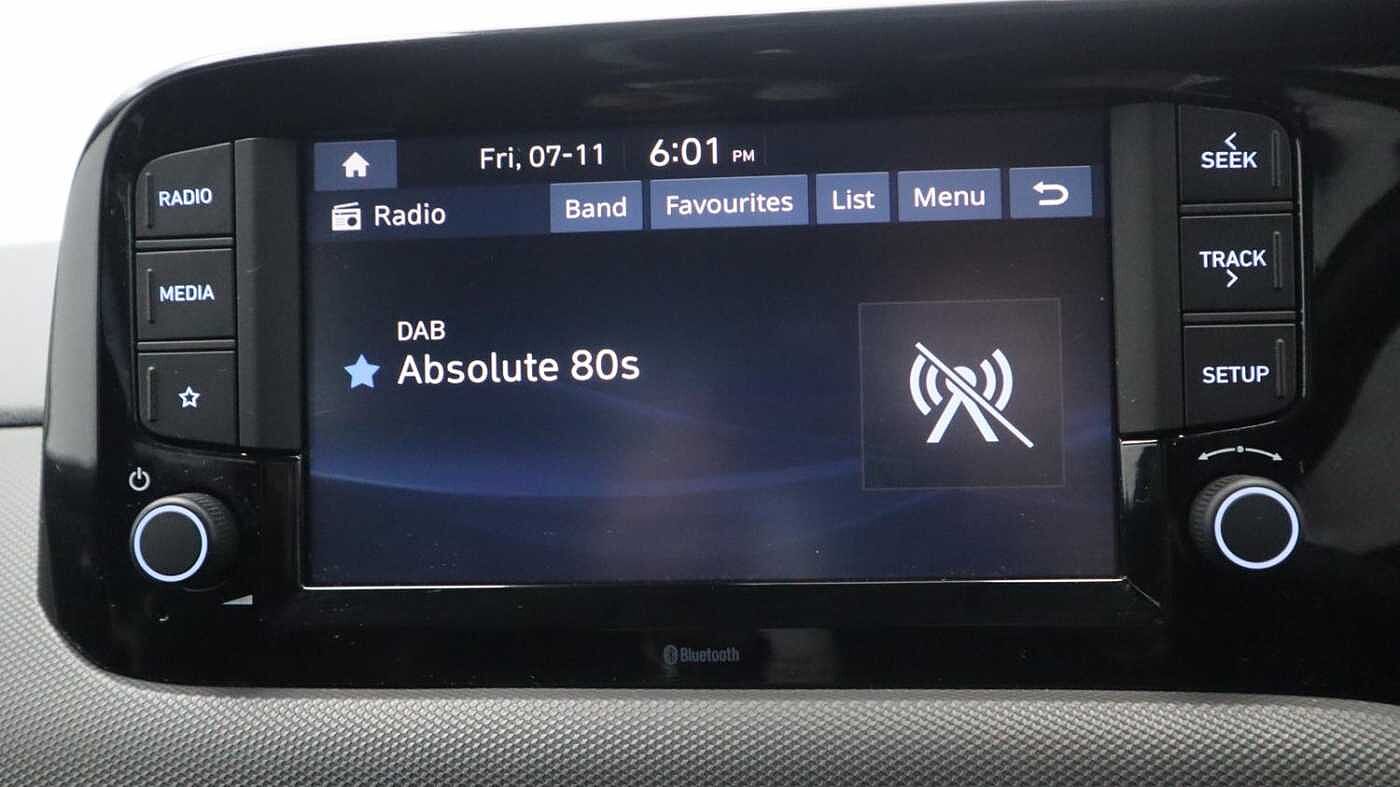 Fri, 07-11 6:01 PM
Radio Band Favourites List Menu
DAB
Absolute 80s
RADIO
MEDIA
SEEK
TRACK
SETUP
Bluetooth